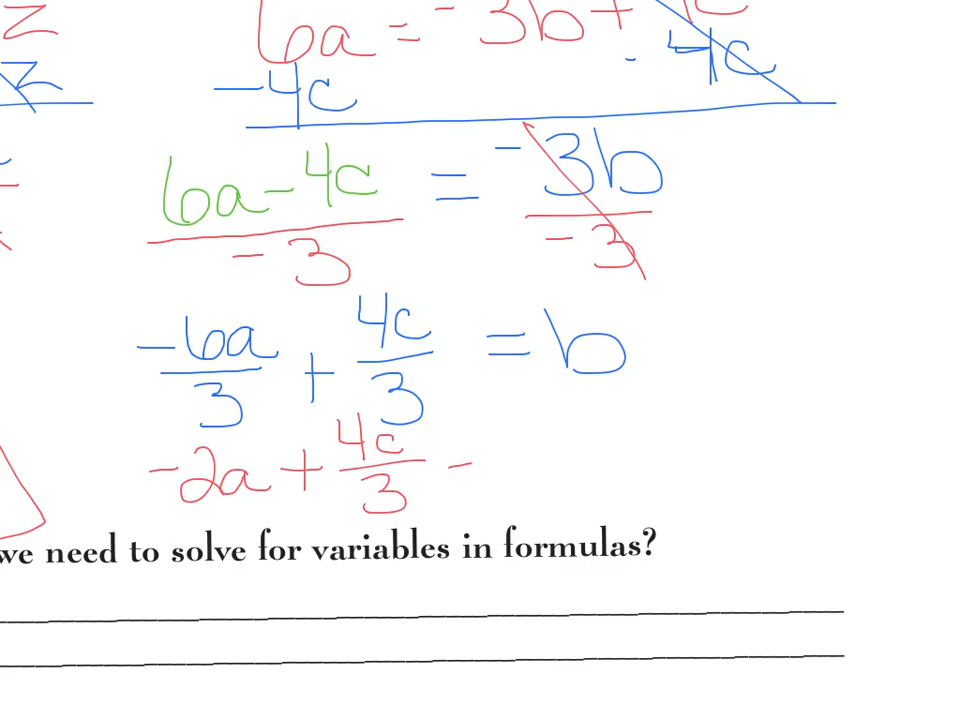 z
6a = -3b +
-4c - 4c
6a - 4c = -3b
-3 -3
-6a/3 + 4c/3 = b
-2a + 4c/3 -
we need to solve for variables in formulas?